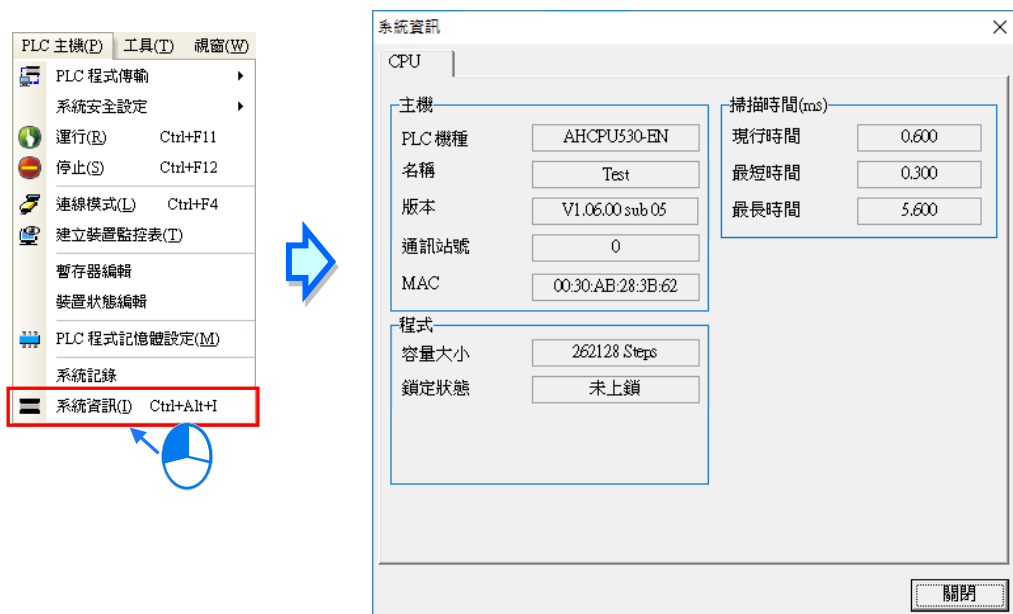 PLC 主機(P) 工具(T) 視窗(W)
PLC 程式傳輸
系統安全設定
運行(R) Ctrl+F11
停止(S) Ctrl+F12
連線模式(L) Ctrl+F4
建立裝置監控表(T)
暫存器編輯
裝置狀態編輯
PLC 程式記憶體設定(M)
系統記錄
系統資訊(I) Ctrl+Alt+I
系統資訊
CPU
主機
PLC 機種 AHCPU530-EN
名稱 Test
版本 V1.06.00 sub 05
通訊站號 0
MAC 00:30:AB:28:3B:62
程式
容量大小 262128 Steps
鎖定狀態 未上鎖
掃描時間(ms)
現行時間 0.600
最短時間 0.300
最長時間 5.600
關閉